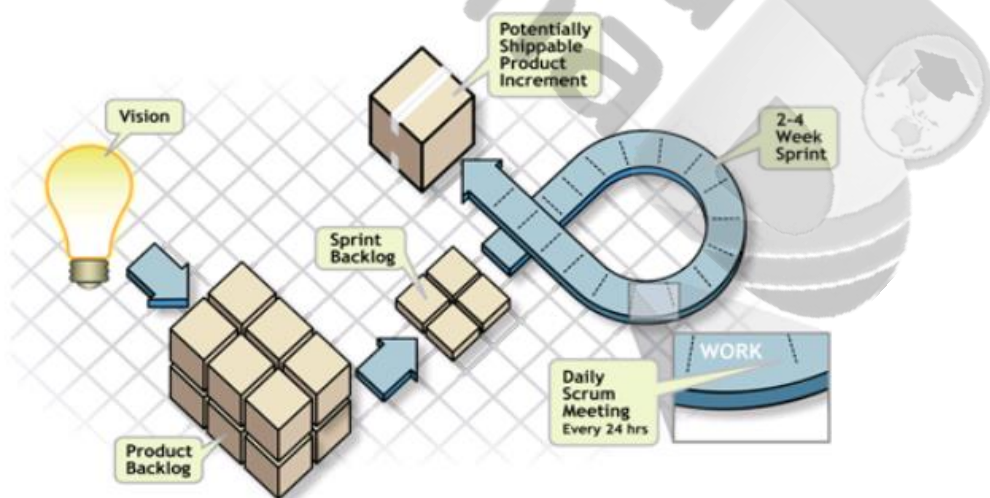 Potentially
Shippable
Product
Increment
Vision
2-4
Week
Sprint
Sprint
Backlog
WORK
Daily
Scrum
Meeting
Every 24 hrs
Product
Backlog